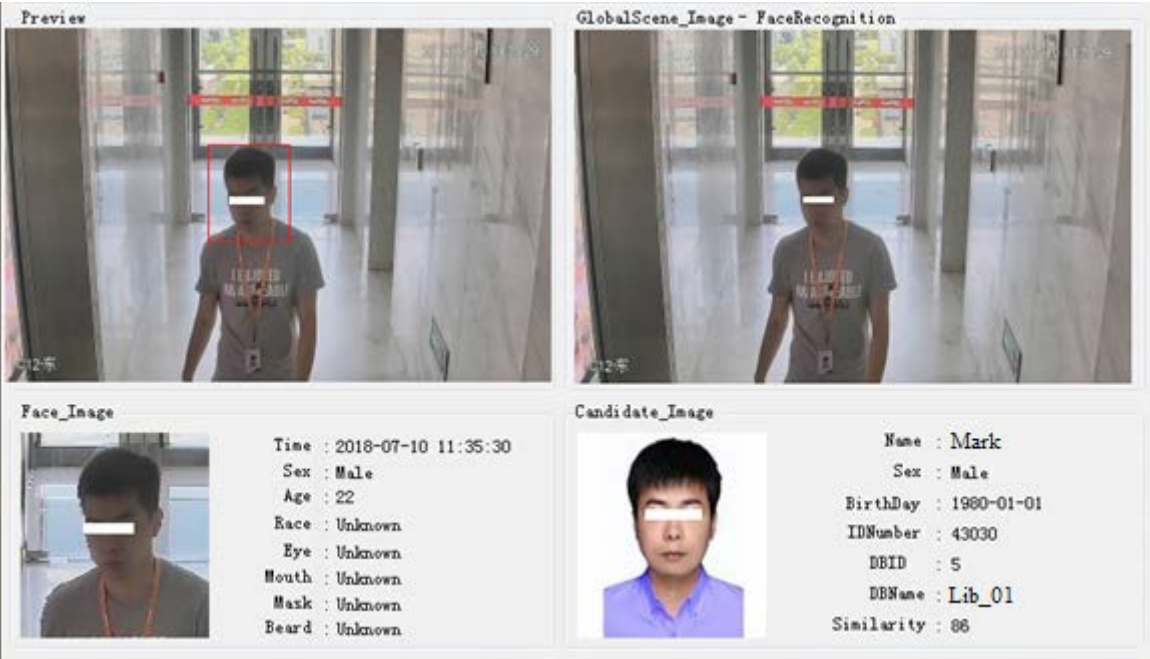 Preview
GlobalScene_Image - FaceRecognition
Face_Image
Time : 2018-07-10 11:35:30
Sex : Male
Age : 22
Race : Unknown
Eye : Unknown
Mouth : Unknown
Mask : Unknown
Beard : Unknown
Candidate_Image
Name : Mark
Sex : Male
BirthDay : 1980-01-01
IDNumber : 43030
DBID : 5
DBName : Lib_01
Similarity : 86